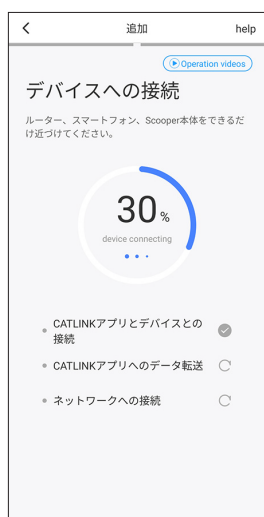 追加
help
Operation videos
デバイスへの接続
ルーター、スマートフォン、Scooper本体をできるだ
け近づけてください。
30%
device connecting
CATLINKアプリとデバイスとの
接続
CATLINKアプリへのデータ転送
ネットワークへの接続